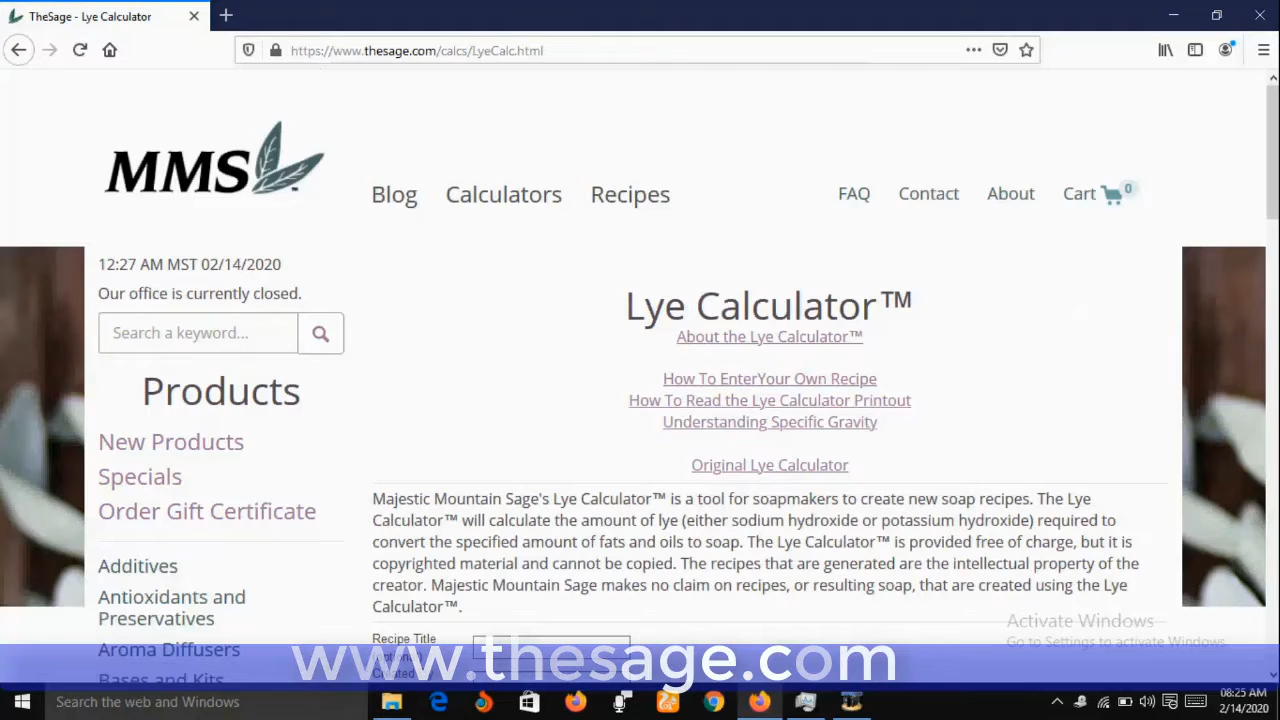 TheSage - Lye Calculator
https://www.thesage.com/calcs/LyeCalc.html
MMS
Blog Calculators Recipes
FAQ Contact About Cart 0
12:27 AM MST 02/14/2020
Our office is currently closed.
Search a keyword...
Products
New Products
Specials
Order Gift Certificate
Additives
Antioxidants and
Preservatives
Aroma Diffusers
Bases and Kits
Lye Calculator™
About the Lye Calculator™
How To EnterYour Own Recipe
How To Read the Lye Calculator Printout
Understanding Specific Gravity
Original Lye Calculator
Majestic Mountain Sage's Lye Calculator™ is a tool for soapmakers to create new soap recipes. The Lye
Calculator™ will calculate the amount of lye (either sodium hydroxide or potassium hydroxide) required to
convert the specified amount of fats and oils to soap. The Lye Calculator™ is provided free of charge, but it is
copyrighted material and cannot be copied. The recipes that are generated are the intellectual property of the
creator. Majestic Mountain Sage makes no claim on recipes, or resulting soap, that are created using the Lye
Calculator™.
Recipe Title
Activate Windows
Go to Settings to activate Windows.
www.thesage.com
Search the web and Windows
08:25 AM
2/14/2020